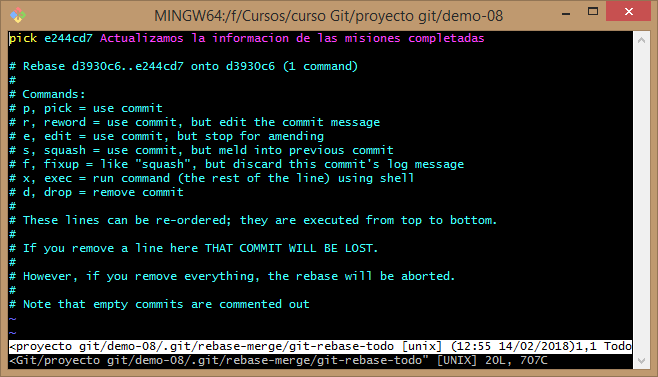 MINGW64:/f/Cursos/curso Git/proyecto git/demo-08
pick e244cd7 Actualizamos la informacion de las misiones completadas
# Rebase d3930c6..e244cd7 onto d3930c6 (1 command)
#
# Commands:
# p, pick = use commit
# r, reword = use commit, but edit the commit message
# e, edit = use commit, but stop for amending
# s, squash = use commit, but meld into previous commit
# f, fixup = like "squash", but discard this commit's log message
# x, exec = run command (the rest of the line) using shell
# d, drop = remove commit
#
# These lines can be re-ordered; they are executed from top to bottom.
#
# If you remove a line here THAT COMMIT WILL BE LOST.
#
# However, if you remove everything, the rebase will be aborted.
#
# Note that empty commits are commented out
~
~
<proyecto git/demo-08/.git/rebase-merge/git-rebase-todo [unix] (12:55 14/02/2018)1,1 Todo
<Git/proyecto git/demo-08/.git/rebase-merge/git-rebase-todo" [UNIX] 20L, 707C